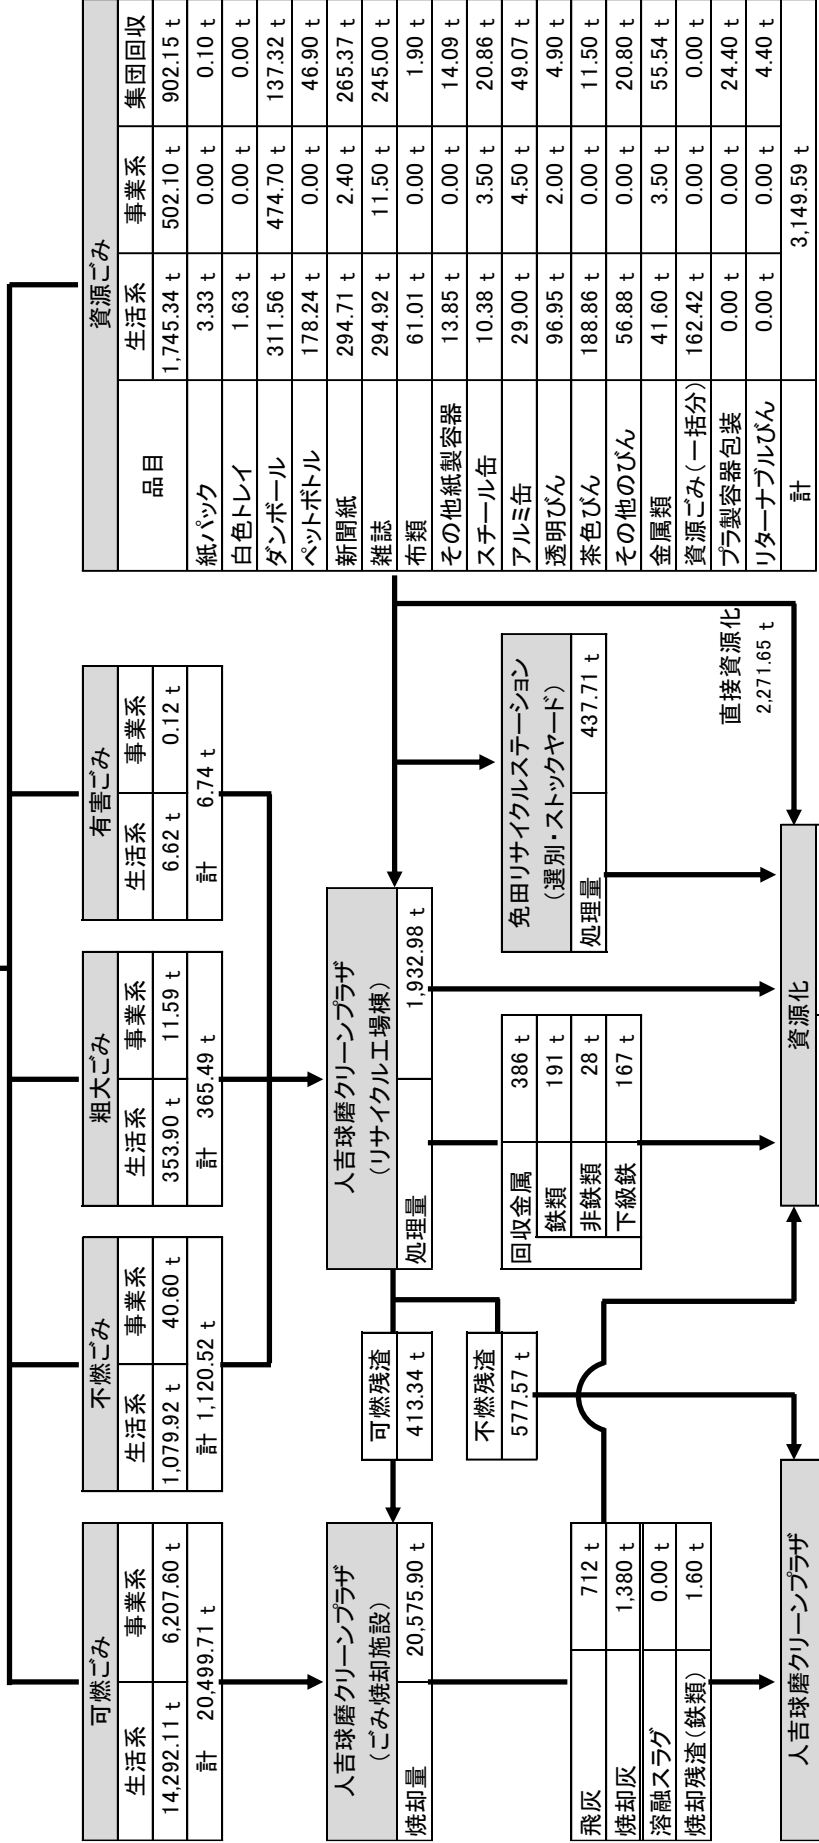 可燃ごみ
生活系 事業系
14,292.11 t 6,207.60 t
計 20,499.71 t
不燃ごみ
生活系 事業系
1,079.92 t 40.60 t
計 1,120.52 t
粗大ごみ
生活系 事業系
353.90 t 11.59 t
計 365.49 t
有害ごみ
生活系 事業系
6.62 t 0.12 t
計 6.74 t
資源ごみ
品目 生活系 事業系 集団回収
1,745.34 t 502.10 t 902.15 t
紙パック 3.33 t 0.00 t 0.10 t
白色トレイ 1.63 t 0.00 t 0.00 t
ダンボール 311.56 t 474.70 t 137.32 t
ペットボトル 178.24 t 0.00 t 46.90 t
新聞紙 294.71 t 2.40 t 265.37 t
雑誌 294.92 t 11.50 t 245.00 t
布類 61.01 t 0.00 t 1.90 t
その他紙製容器 13.85 t 0.00 t 14.09 t
スチール缶 10.38 t 3.50 t 20.86 t
アルミ缶 29.00 t 4.50 t 49.07 t
透明びん 96.95 t 2.00 t 4.90 t
茶色びん 188.86 t 0.00 t 11.50 t
その他のびん 56.88 t 0.00 t 20.80 t
金属類 41.60 t 3.50 t 55.54 t
資源ごみ(一括分) 162.42 t 0.00 t 0.00 t
プラ製容器包装 0.00 t 0.00 t 24.40 t
リターナブルびん 0.00 t 0.00 t 4.40 t
計 3,149.59 t
人吉球磨クリーンプラザ
(ごみ焼却施設)
焼却量 20,575.90 t
可燃残渣
413.34 t
不燃残渣
577.57 t
人吉球磨クリーンプラザ
(リサイクル工場棟)
処理量 1,932.98 t
免田リサイクルステーション
(選別・ストックヤード)
処理量 437.71 t
回収金属 386 t
鉄類 191 t
非鉄類 28 t
下級鉄 167 t
飛灰 712 t
焼却灰 1,380 t
溶融スラグ 0.00 t
焼却残渣(鉄類) 1.60 t
直接資源化
2,271.65 t
人吉球磨クリーンプラザ
資源化